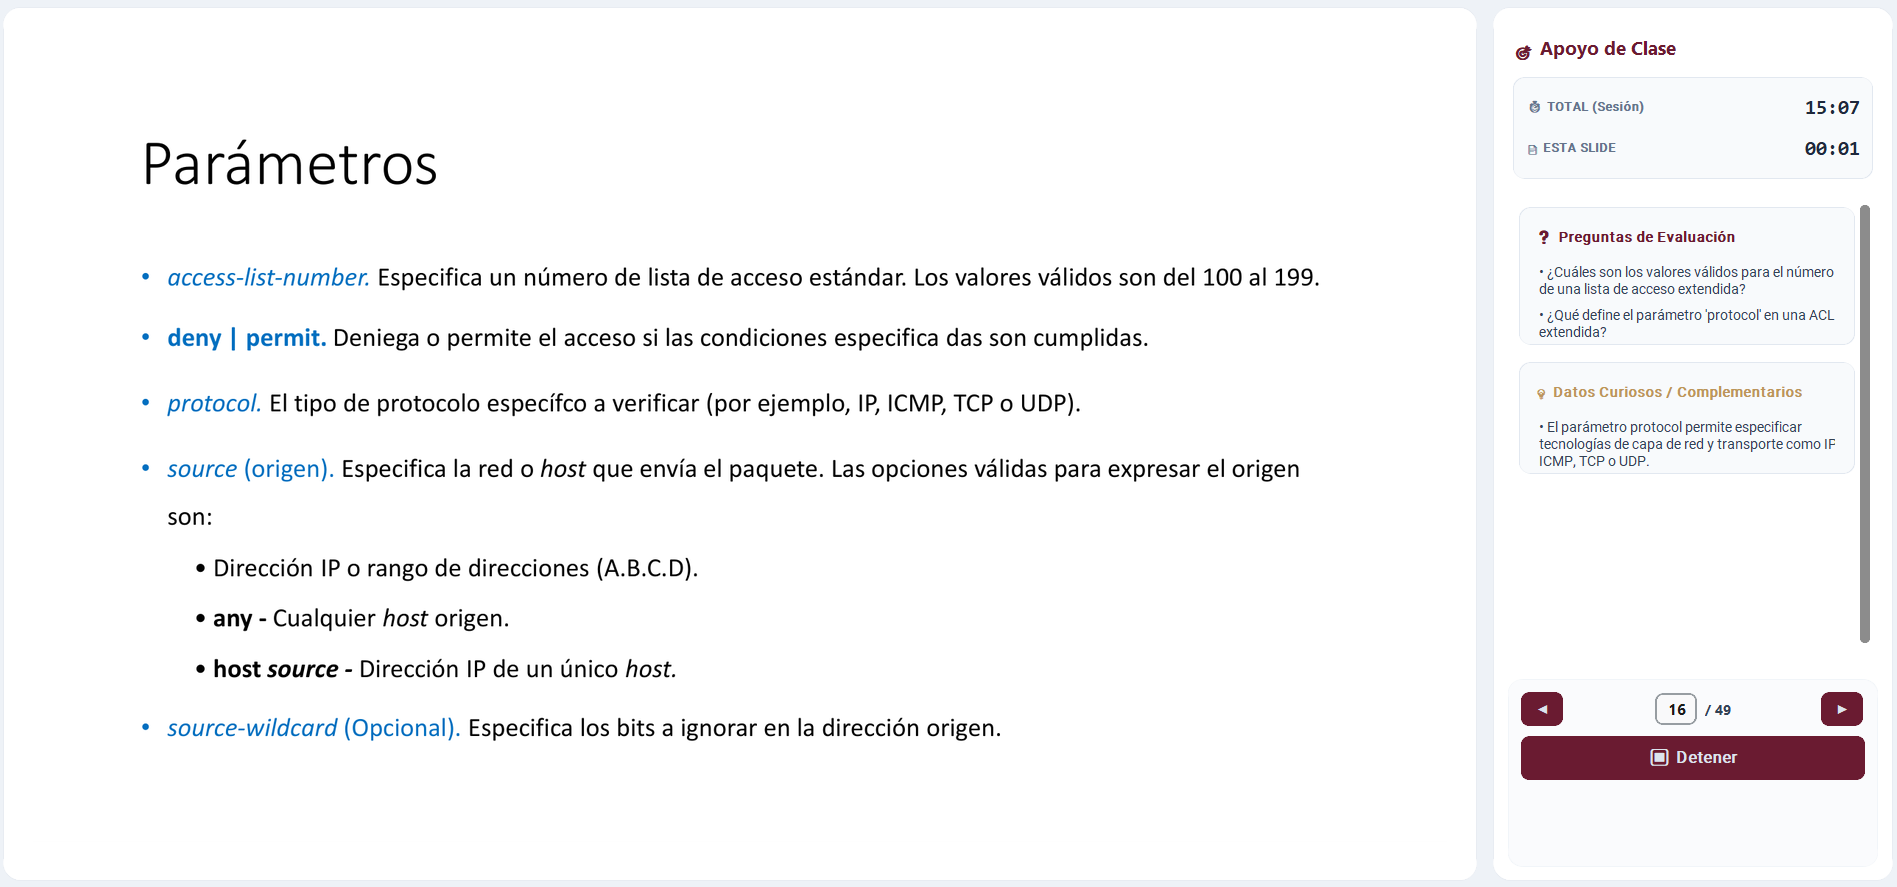 Parámetros
• access-list-number. Especifica un número de lista de acceso estándar. Los valores válidos son del 100 al 199.
• deny | permit. Deniega o permite el acceso si las condiciones especifica das son cumplidas.
• protocol. El tipo de protocolo específco a verificar (por ejemplo, IP, ICMP, TCP o UDP).
• source (origen). Especifica la red o host que envía el paquete. Las opciones válidas para expresar el origen
son:
• Dirección IP o rango de direcciones (A.B.C.D).
• any - Cualquier host origen.
• host source - Dirección IP de un único host.
• source-wildcard (Opcional). Especifica los bits a ignorar en la dirección origen.
Apoyo de Clase
TOTAL (Sesión) 15:07
ESTA SLIDE 00:01
? Preguntas de Evaluación
• ¿Cuáles son los valores válidos para el número
de una lista de acceso extendida?
• ¿Qué define el parámetro 'protocol' en una ACL
extendida?
Datos Curiosos / Complementarios
• El parámetro protocol permite especificar
tecnologías de capa de red y transporte como IP
ICMP, TCP o UDP.
16 / 49
Detener